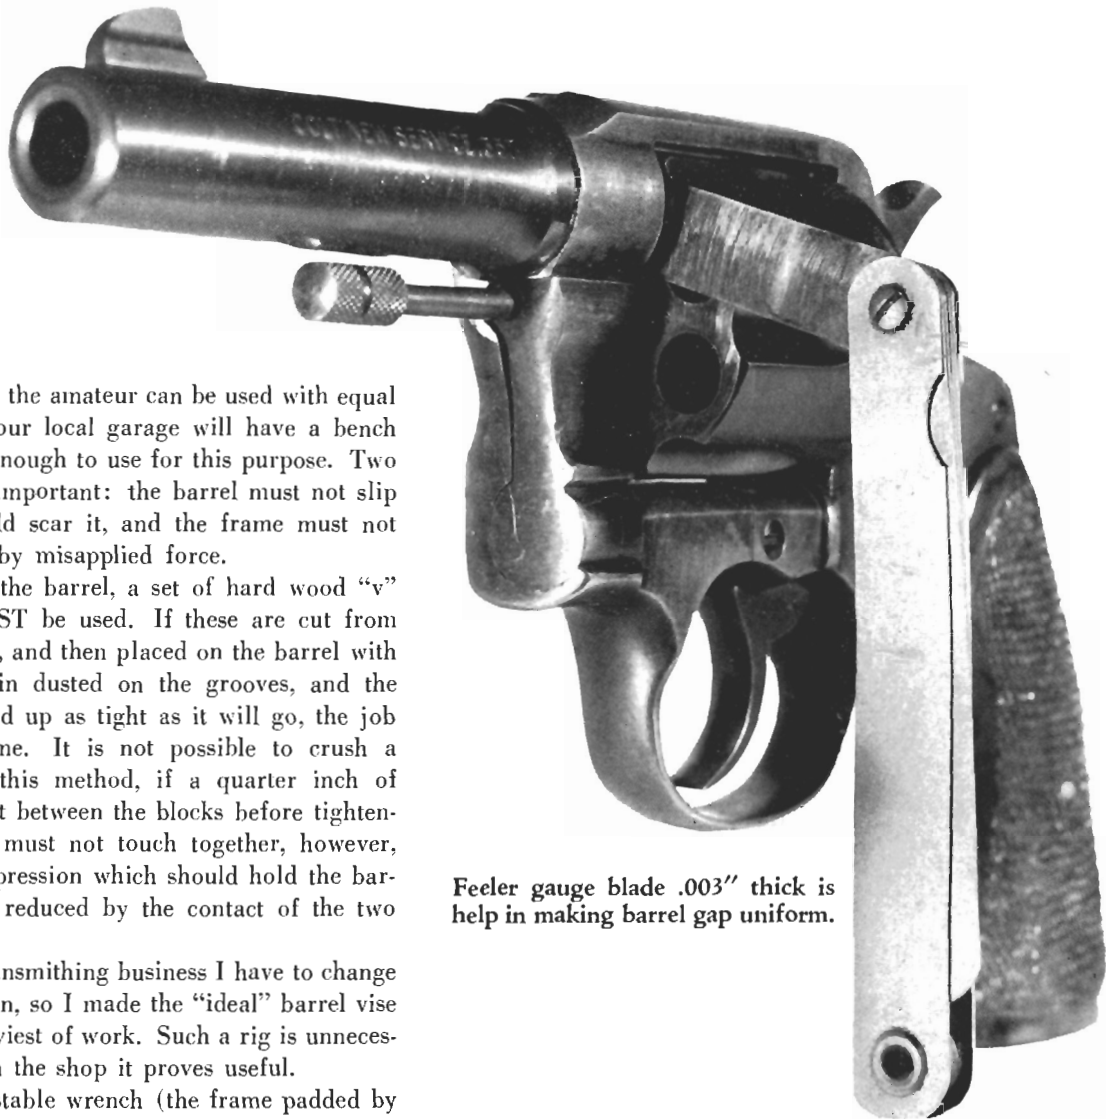 COLT NEW SERVICE .357
the amateur can be used with equal
our local garage will have a bench
nough to use for this purpose. Two
mportant: the barrel must not slip
ld scar it, and the frame must not
by misapplied force.
the barrel, a set of hard wood “v”
ST be used. If these are cut from
, and then placed on the barrel with
in dusted on the grooves, and the
d up as tight as it will go, the job
ne. It is not possible to crush a
this method, if a quarter inch of
t between the blocks before tighten-
must not touch together, however,
pression which should hold the bar-
reduced by the contact of the two
nsmithing business I have to change
n, so I made the “ideal” barrel vise
viest of work. Such a rig is unneces-
n the shop it proves useful.
stable wrench (the frame padded by
Feeler gauge blade .003″ thick is
help in making barrel gap uniform.